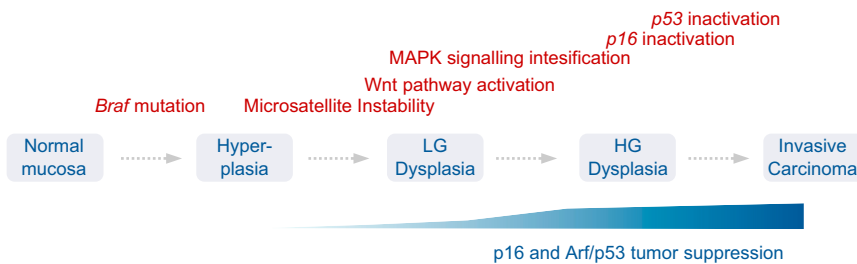 p53 inactivation
p16 inactivation
MAPK signalling intesification
Wnt pathway activation
Braf mutation
Microsatellite Instability
Normal
mucosa
Hyper-
plasia
LG
Dysplasia
HG
Dysplasia
Invasive
Carcinoma
p16 and Arf/p53 tumor suppression